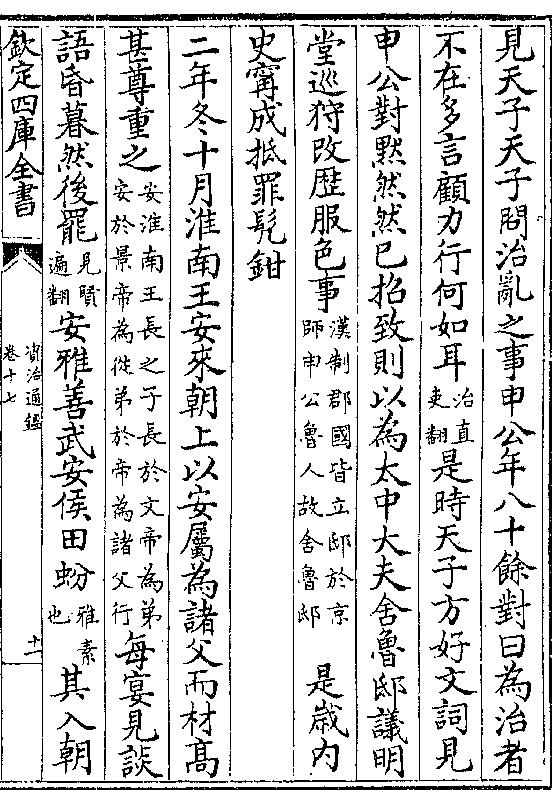 見天子天子問治亂之事申公年八十餘對曰為治者
不在多言顧力行何如耳治直吏翻是時天子方好文詞見
申公對黙然然已招致則以為太中大夫舍魯邸議明
堂巡狩改歴服色事漢制郡國皆立邸於京師申公魯人故舍魯邸 是嵗内
史寗成抵罪髠鉗
二年冬十月淮南王安來朝上以安屬為諸父而材髙
甚尊重之安淮南王長之子長於文帝為弟安於景帝為從弟於帝為諸父行每宴見談
語昏暮然後罷見賢遍翻安雅善武安侯田蚡雅素也其入朝
欽定四庫全書
資治通鑑
卷十七
十一